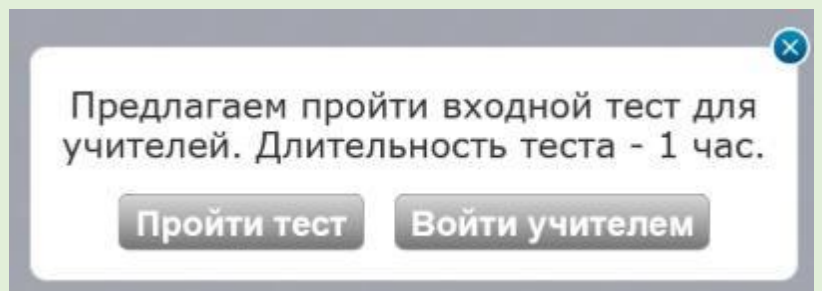 Предлагаем пройти входной тест для
учителей. Длительность теста - 1 час.
Пройти тест Войти учителем